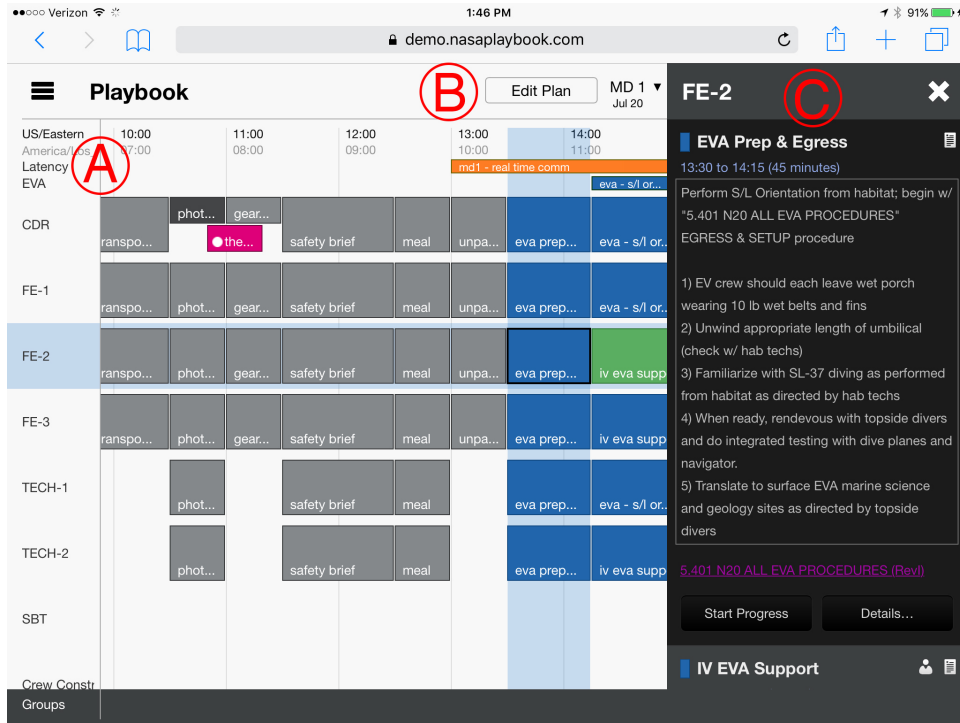 Verizon 1:46 PM 91%
demo.nasaplaybook.com
Playbook B Edit Plan MD 1 ▼ FE-2 C
Jul 20
US/Eastern 10:00 11:00 12:00 13:00 14:00
America/Los 07:00 08:00 09:00 10:00 11:00
A
Latency md1 - real time comm
EVA eva - s/l or...
CDR phot... gear...
ranspo... the... safety brief meal unpa... eva prep... eva - s/l or..
FE-1
ranspo... phot... gear... safety brief meal unpa... eva prep... eva - s/l or..
FE-2
ranspo... phot... gear... safety brief meal unpa... eva prep... iv eva supp
FE-3
ranspo... phot... gear... safety brief meal unpa... eva prep... iv eva supp
TECH-1
phot... safety brief meal eva prep... eva - s/l or..
TECH-2
phot... safety brief meal eva prep... iv eva supp
SBT
Crew Constr
Groups
EVA Prep & Egress
13:30 to 14:15 (45 minutes)
Perform S/L Orientation from habitat; begin w/
"5.401 N20 ALL EVA PROCEDURES"
EGRESS & SETUP procedure
1) EV crew should each leave wet porch
wearing 10 lb wet belts and fins
2) Unwind appropriate length of umbilical
(check w/ hab techs)
3) Familiarize with SL-37 diving as performed
from habitat as directed by hab techs
4) When ready, rendevous with topside divers
and do integrated testing with dive planes and
navigator.
5) Translate to surface EVA marine science
and geology sites as directed by topside
divers
5.401 N20 ALL EVA PROCEDURES (RevI)
Start Progress Details...
IV EVA Support